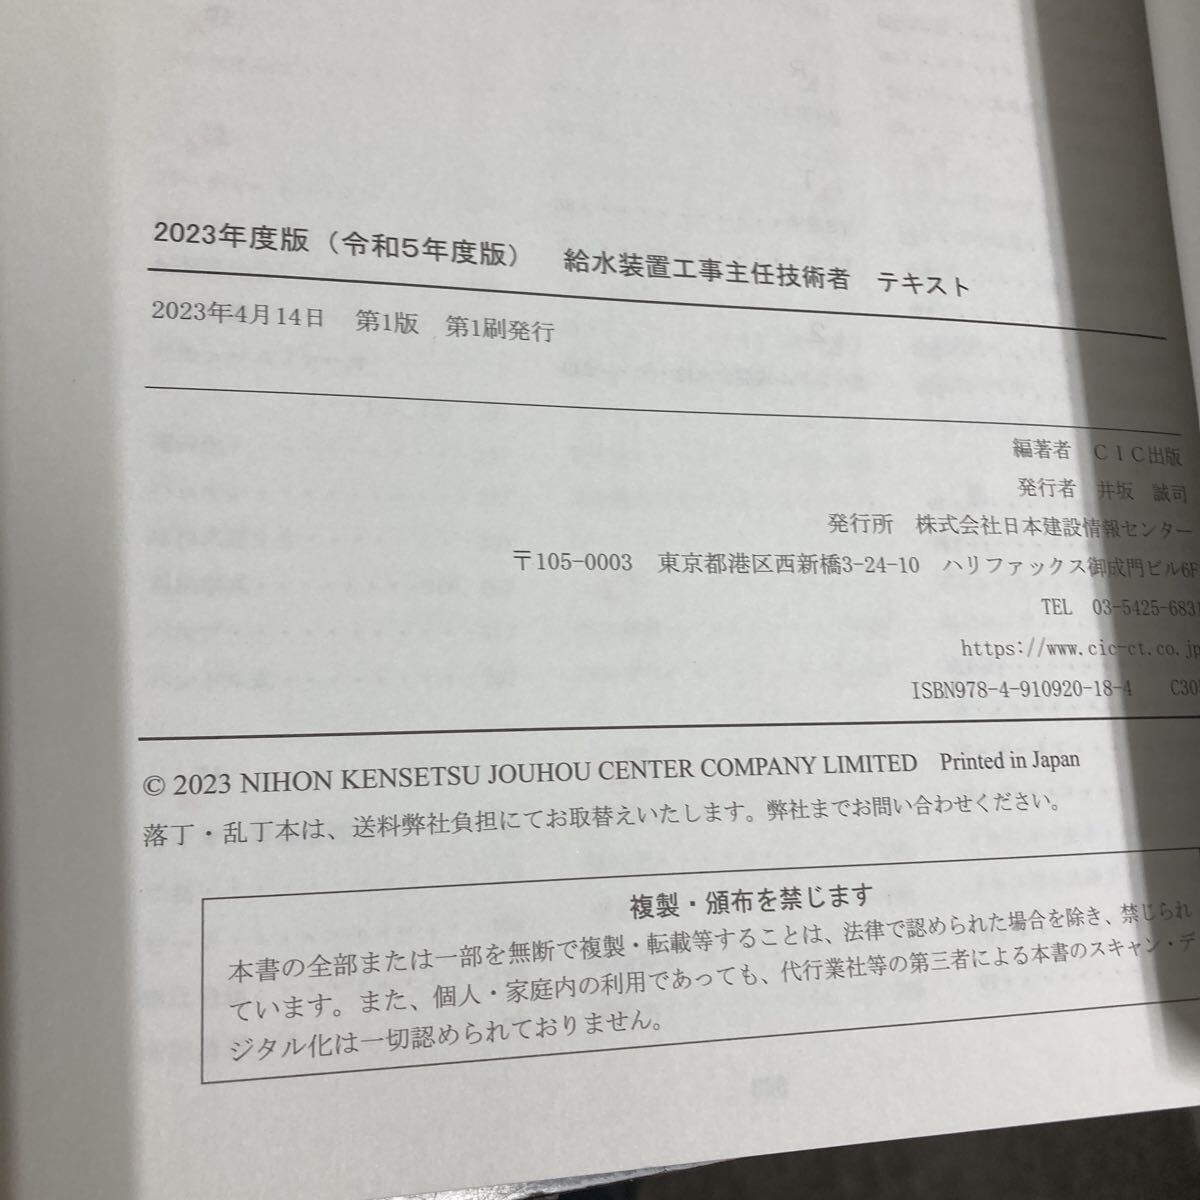 2023年度版（令和5年度版）　給水装置工事主任技術者　テキスト
2023年4月14日　第1版　第1刷発行
編著者　CIC出版
発行者　井坂　誠司
発行所　株式会社日本建設情報センター
〒105-0003　東京都港区西新橋3-24-10　ハリファックス御成門ビル6F
TEL　03-5425-683
https://www.cic-ct.co.jp
ISBN978-4-910920-18-4　C30
© 2023 NIHON KENSETSU JOUHOU CENTER COMPANY LIMITED　Printed in Japan
落丁・乱丁本は、送料弊社負担にてお取替えいたします。弊社までお問い合わせください。
複製・頒布を禁じます
本書の全部または一部を無断で複製・転載等することは、法律で認められた場合を除き、禁じられ
ています。また、個人・家庭内の利用であっても、代行業社等の第三者による本書のスキャン・デ
ジタル化は一切認められておりません。